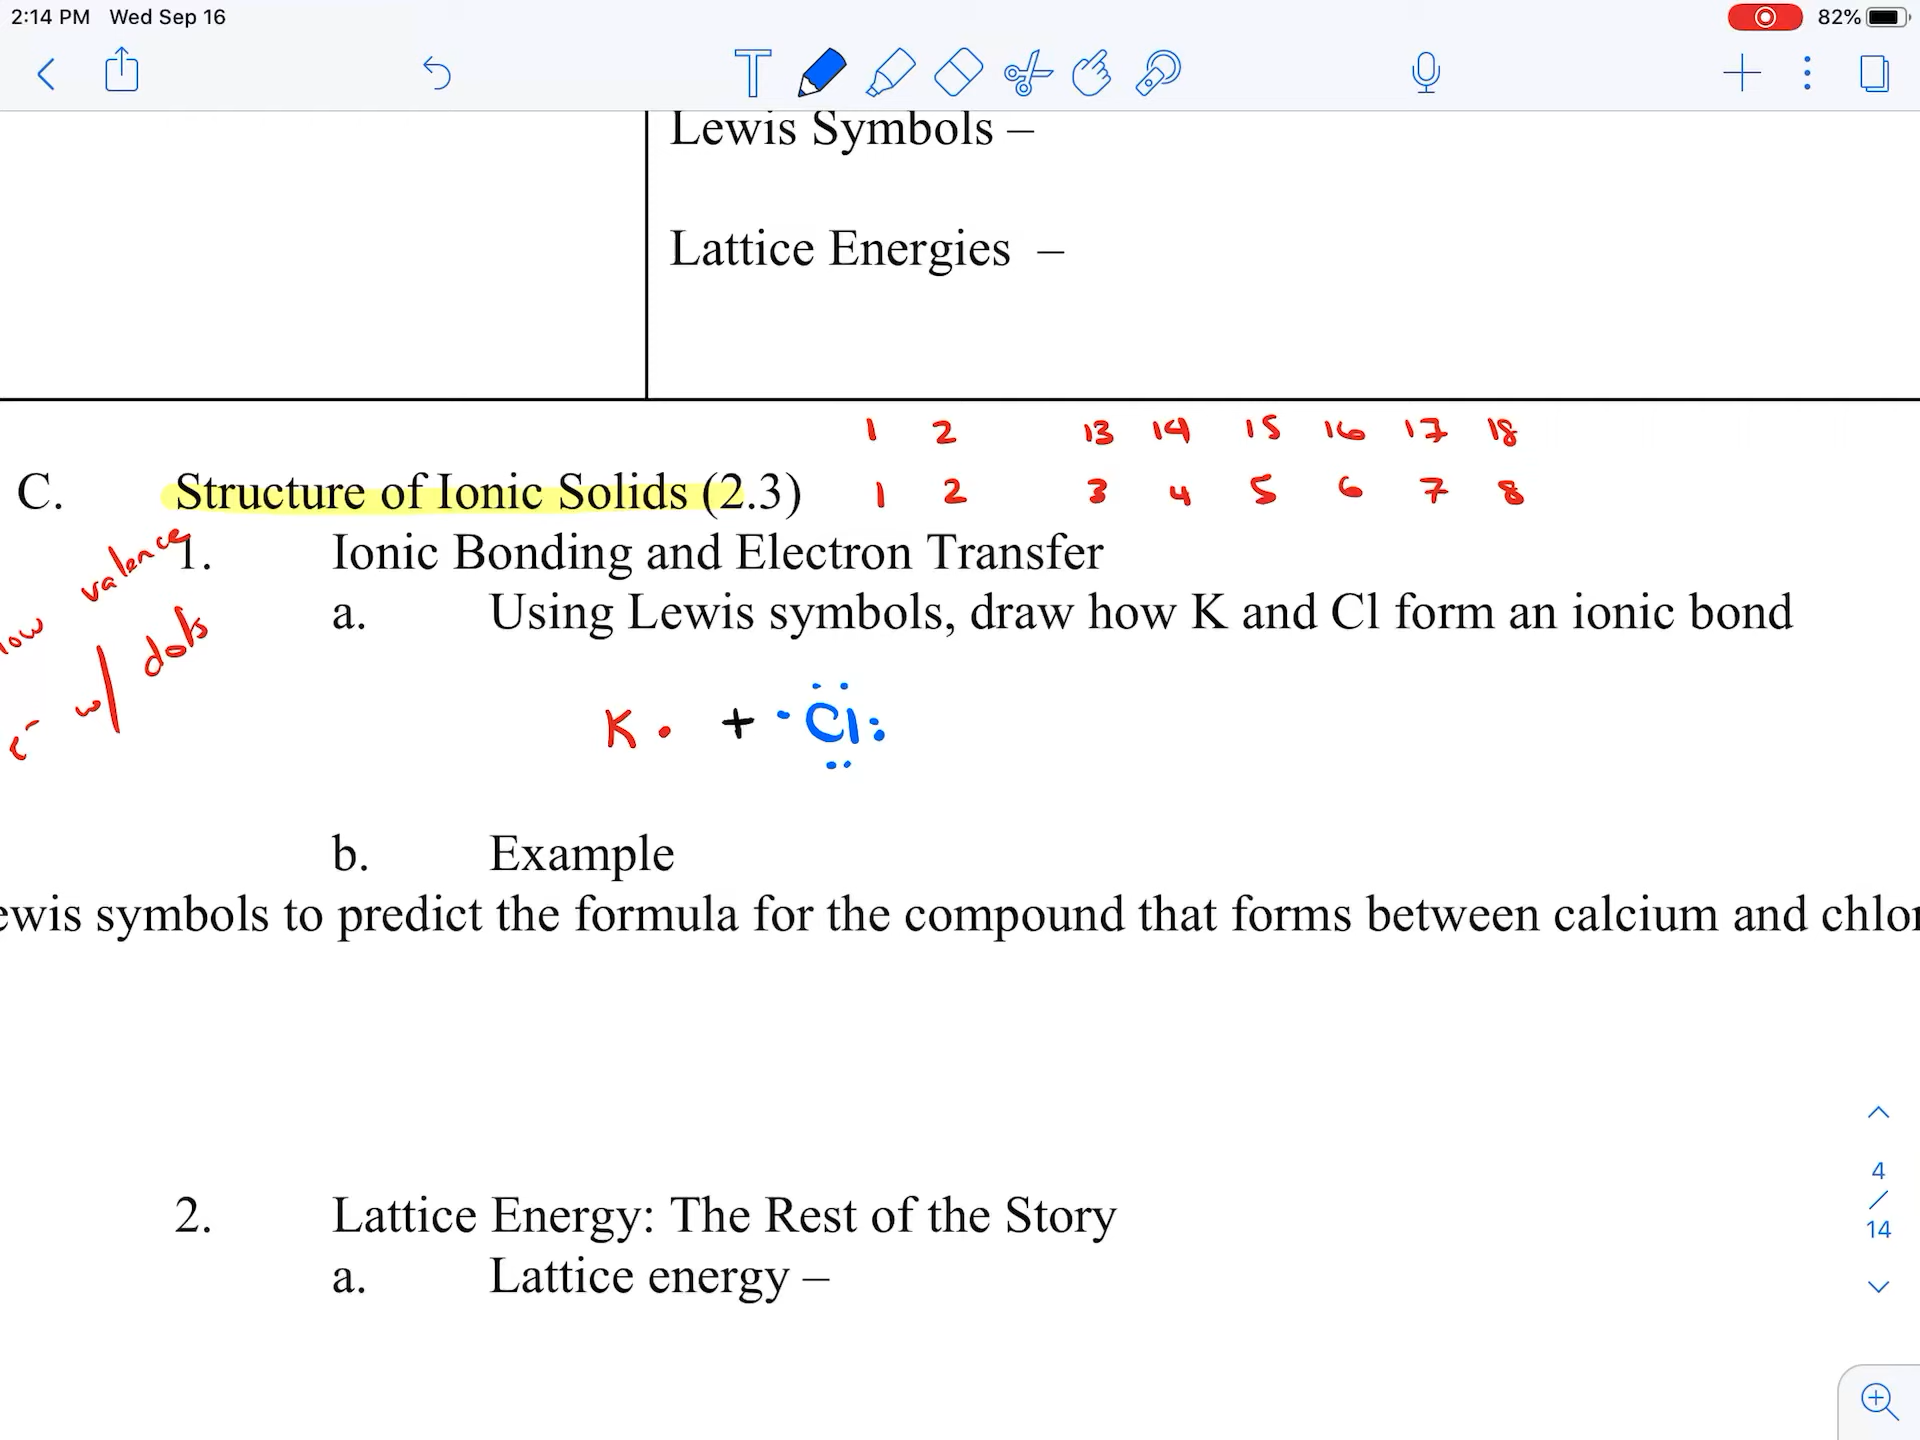 2:14 PM Wed Sep 16 82%
Lewis Symbols –
Lattice Energies –
1 2 13 14 15 16 17 18
C. Structure of Ionic Solids (2.3) 1 2 3 4 5 6 7 8
valence
1. Ionic Bonding and Electron Transfer
a. Using Lewis symbols, draw how K and Cl form an ionic bond
ow
e⁻ w/ dots
K· + ·Cl:
b. Example
ewis symbols to predict the formula for the compound that forms between calcium and chlor
4
/
14
2. Lattice Energy: The Rest of the Story
a. Lattice energy –